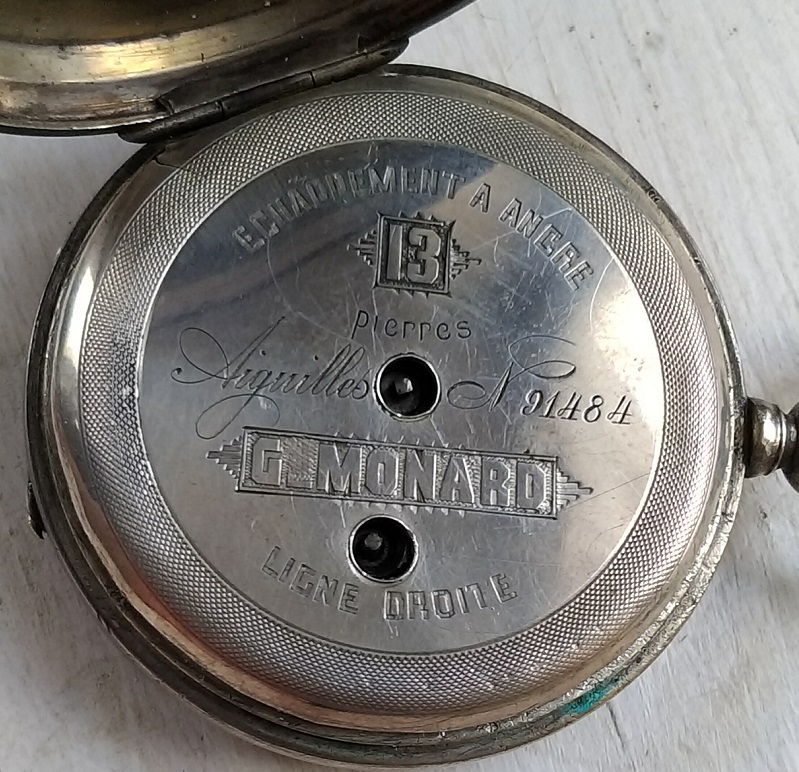 ECHAPPEMENT A ANCRE
13
pierres
Aiguilles N 91484
G. MONARD
LIGNE DROITE